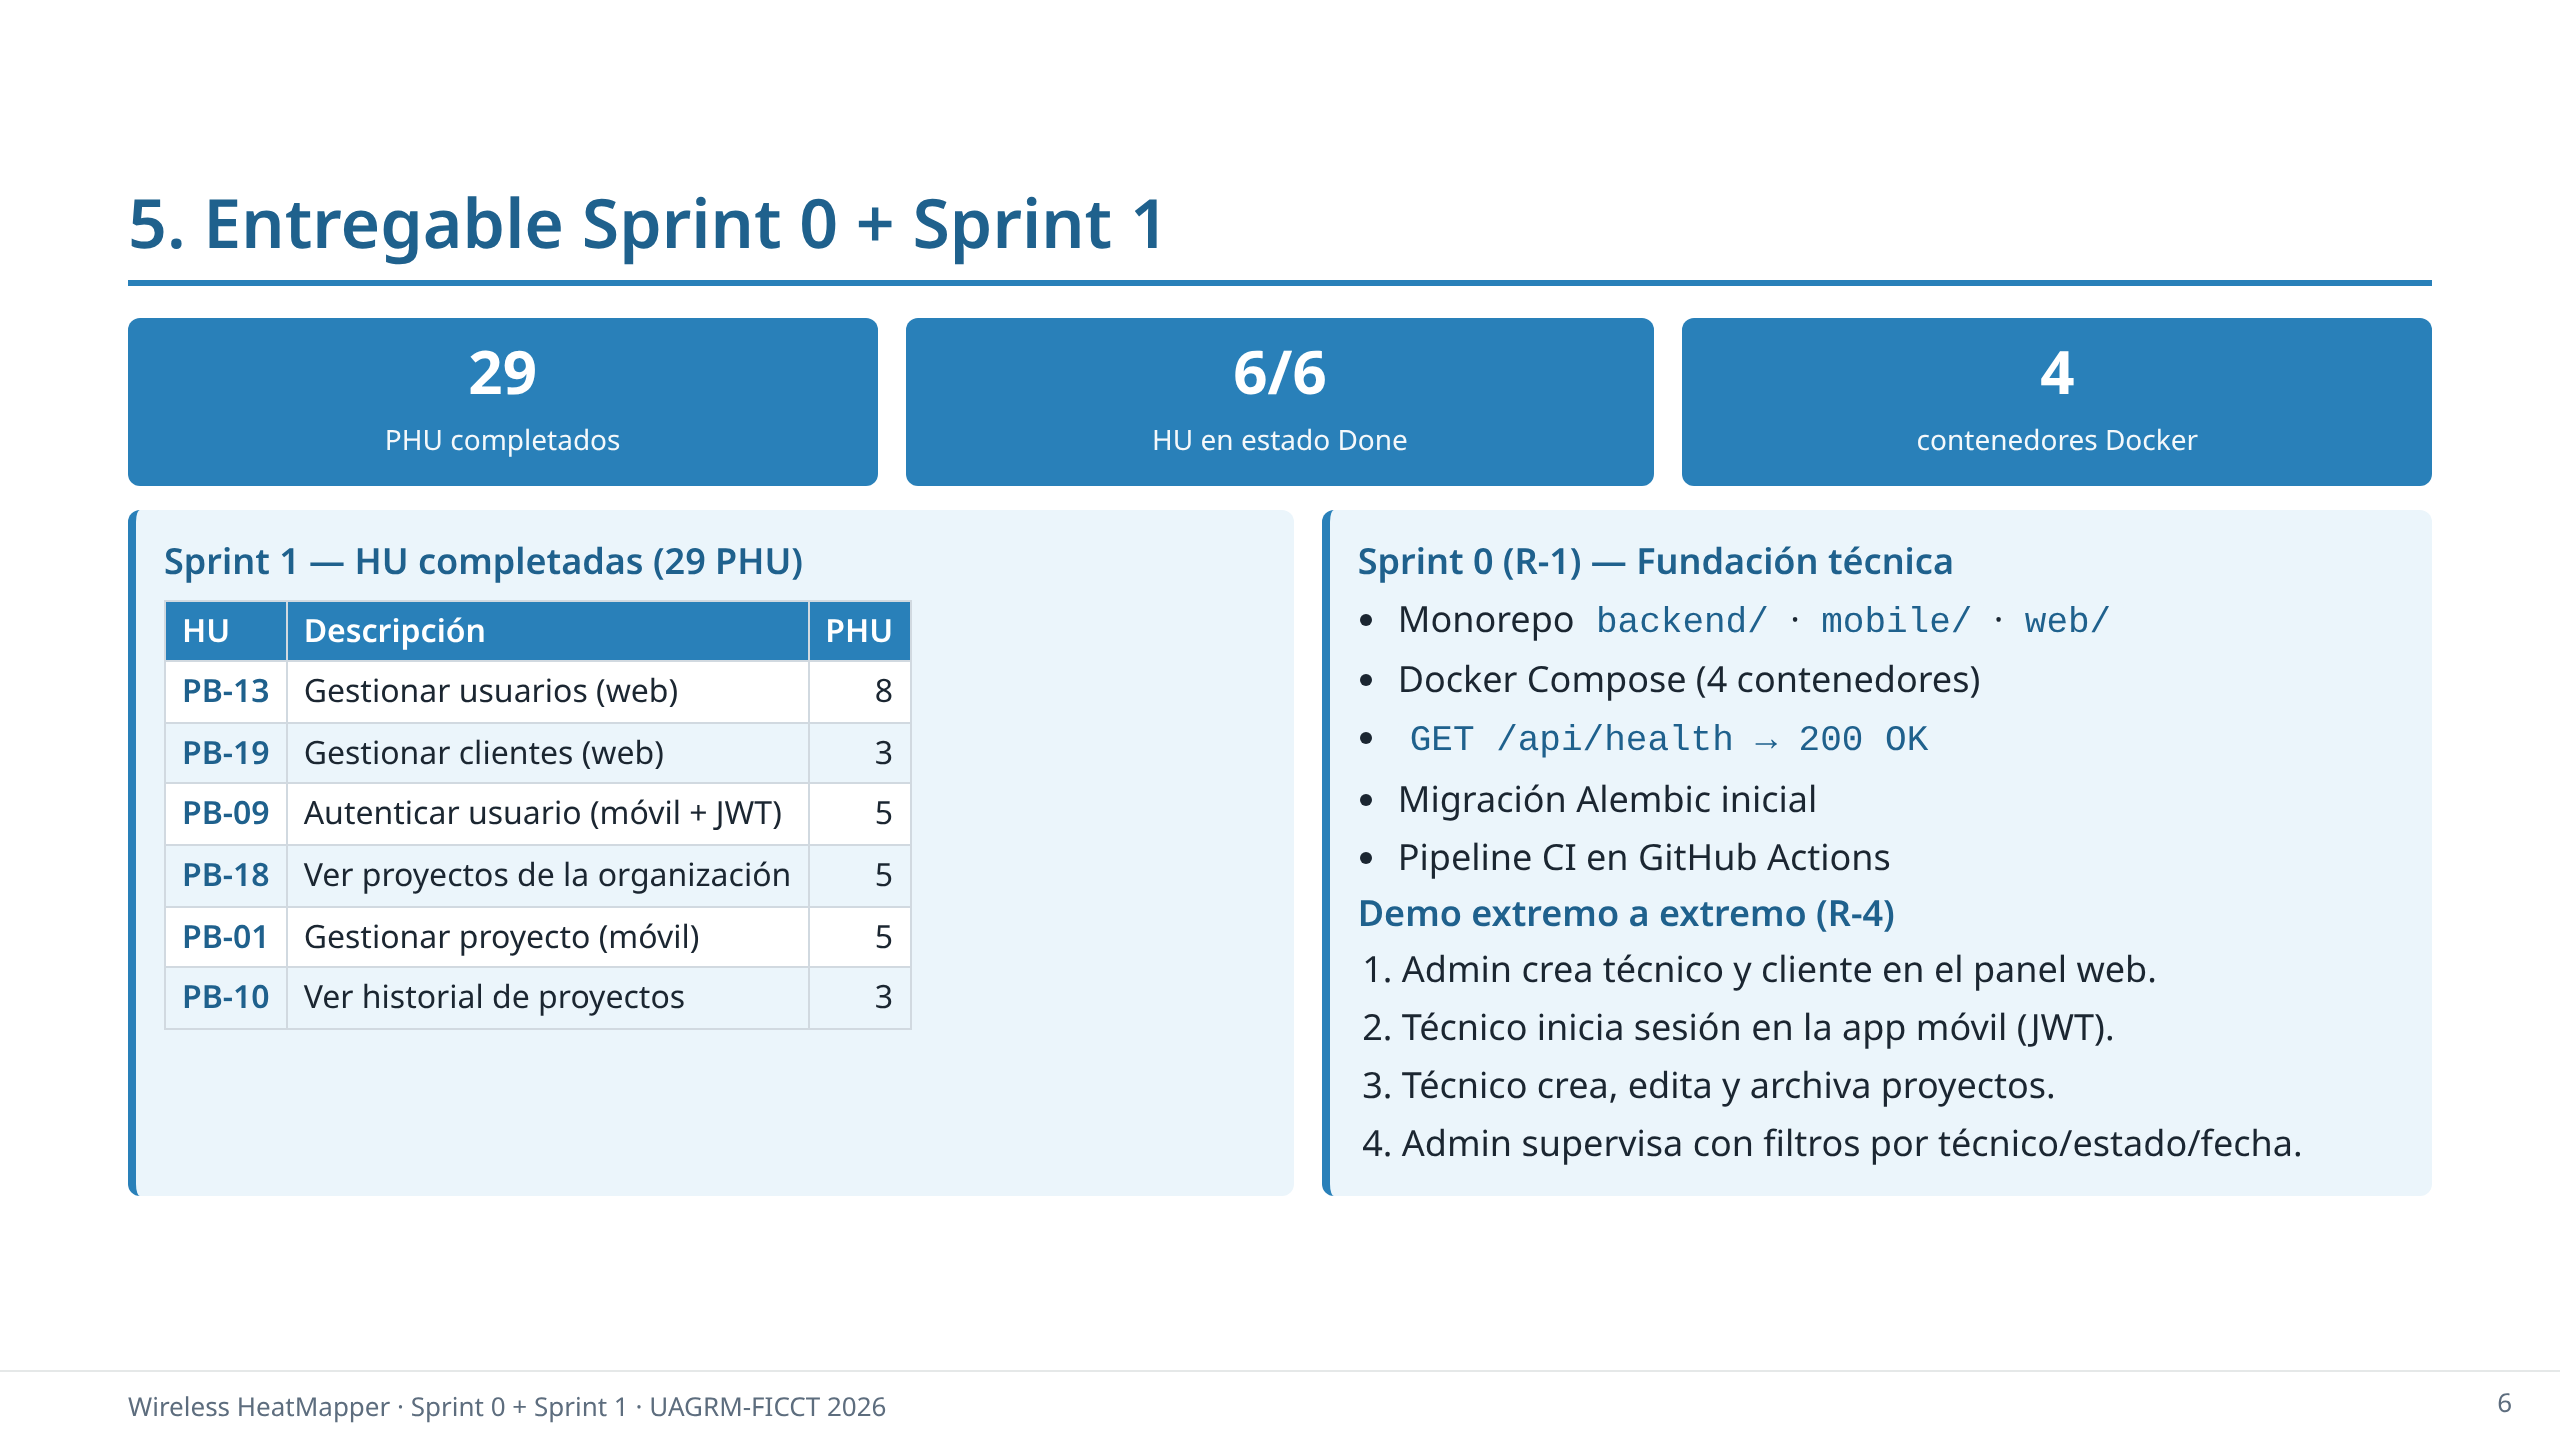 5. Entregable Sprint 0 + Sprint 1
29
PHU completados
6/6
HU en estado Done
4
contenedores Docker
Sprint 1 — HU completadas (29 PHU)
HU Descripción PHU
PB-13 Gestionar usuarios (web) 8
PB-19 Gestionar clientes (web) 3
PB-09 Autenticar usuario (móvil + JWT) 5
PB-18 Ver proyectos de la organización 5
PB-01 Gestionar proyecto (móvil) 5
PB-10 Ver historial de proyectos 3
Sprint 0 (R-1) — Fundación técnica
• Monorepo backend/ · mobile/ · web/
• Docker Compose (4 contenedores)
• GET /api/health → 200 OK
• Migración Alembic inicial
• Pipeline CI en GitHub Actions
Demo extremo a extremo (R-4)
1. Admin crea técnico y cliente en el panel web.
2. Técnico inicia sesión en la app móvil (JWT).
3. Técnico crea, edita y archiva proyectos.
4. Admin supervisa con filtros por técnico/estado/fecha.
Wireless HeatMapper · Sprint 0 + Sprint 1 · UAGRM-FICCT 2026
6